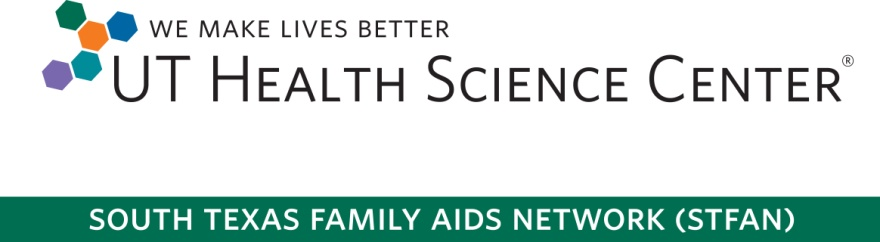 WE MAKE LIVES BETTER
UT HEALTH SCIENCE CENTER®
SOUTH TEXAS FAMILY AIDS NETWORK (STFAN)